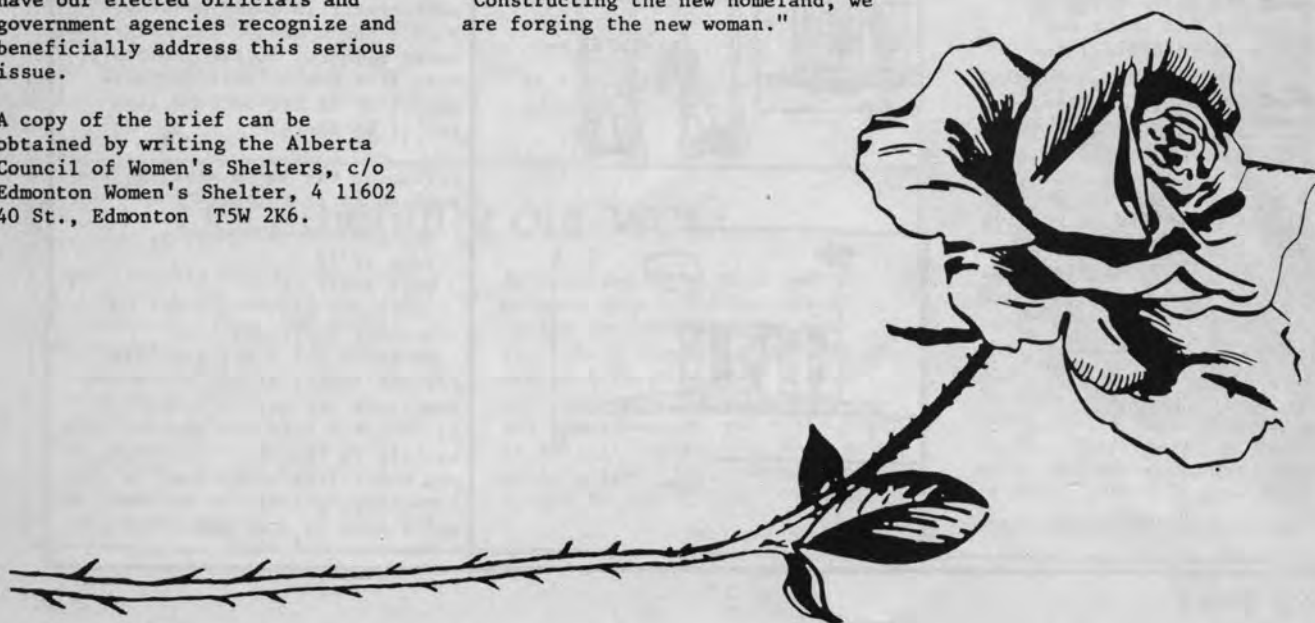 have our elected officials and
government agencies recognize and
beneficially address this serious
issue.
A copy of the brief can be
obtained by writing the Alberta
Council of Women's Shelters, c/o
Edmonton Women's Shelter, 4 11602
40 St., Edmonton T5W 2K6.
"Constructing the new homeland, we
are forging the new woman."